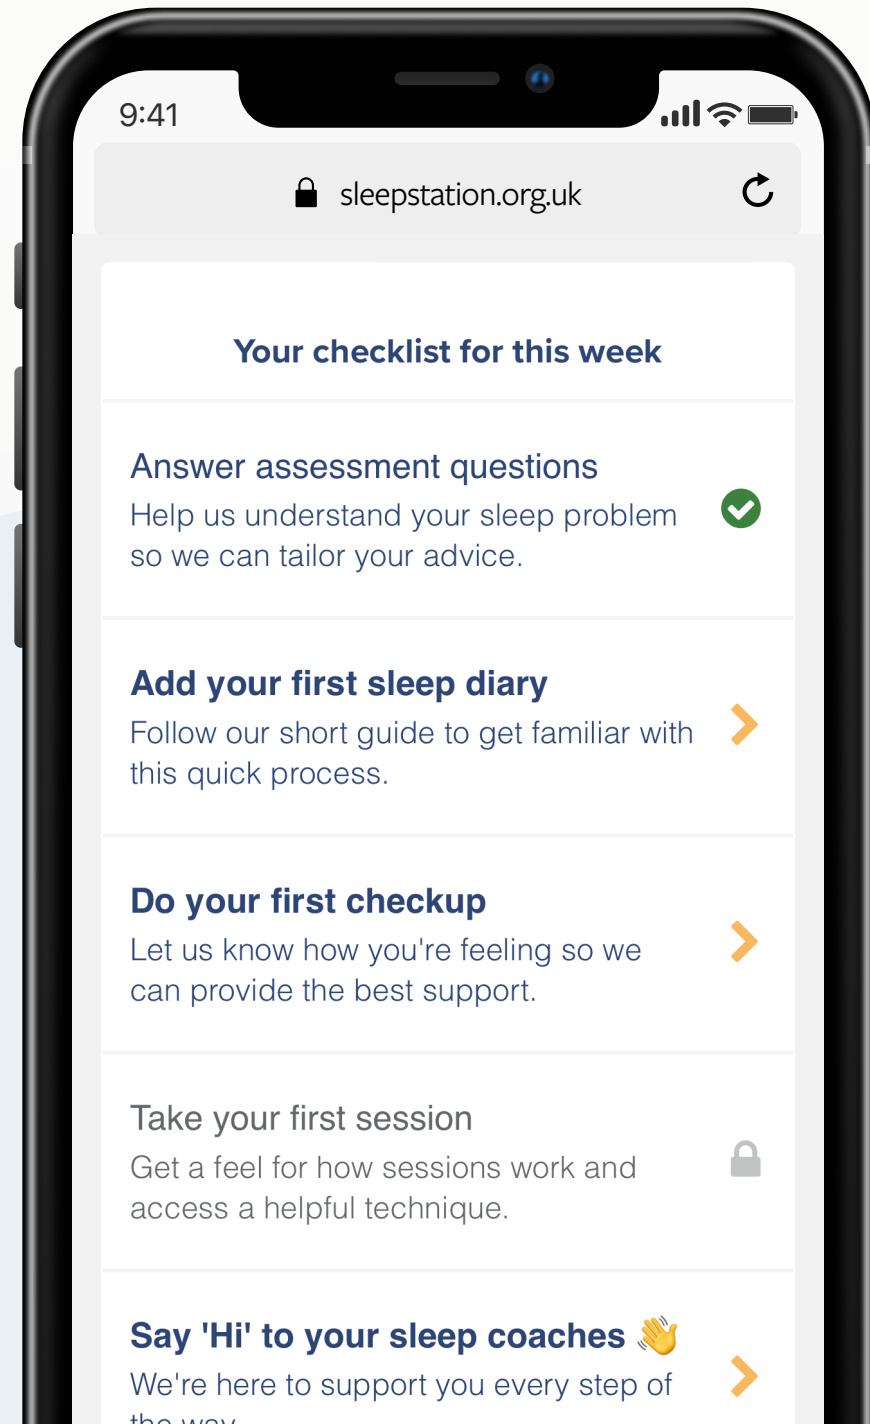 9:41
sleepstation.org.uk
Your checklist for this week
Answer assessment questions
Help us understand your sleep problem
so we can tailor your advice.
Add your first sleep diary
Follow our short guide to get familiar with
this quick process.
Do your first checkup
Let us know how you're feeling so we
can provide the best support.
Take your first session
Get a feel for how sessions work and
access a helpful technique.
Say 'Hi' to your sleep coaches 👋
We're here to support you every step of
the way